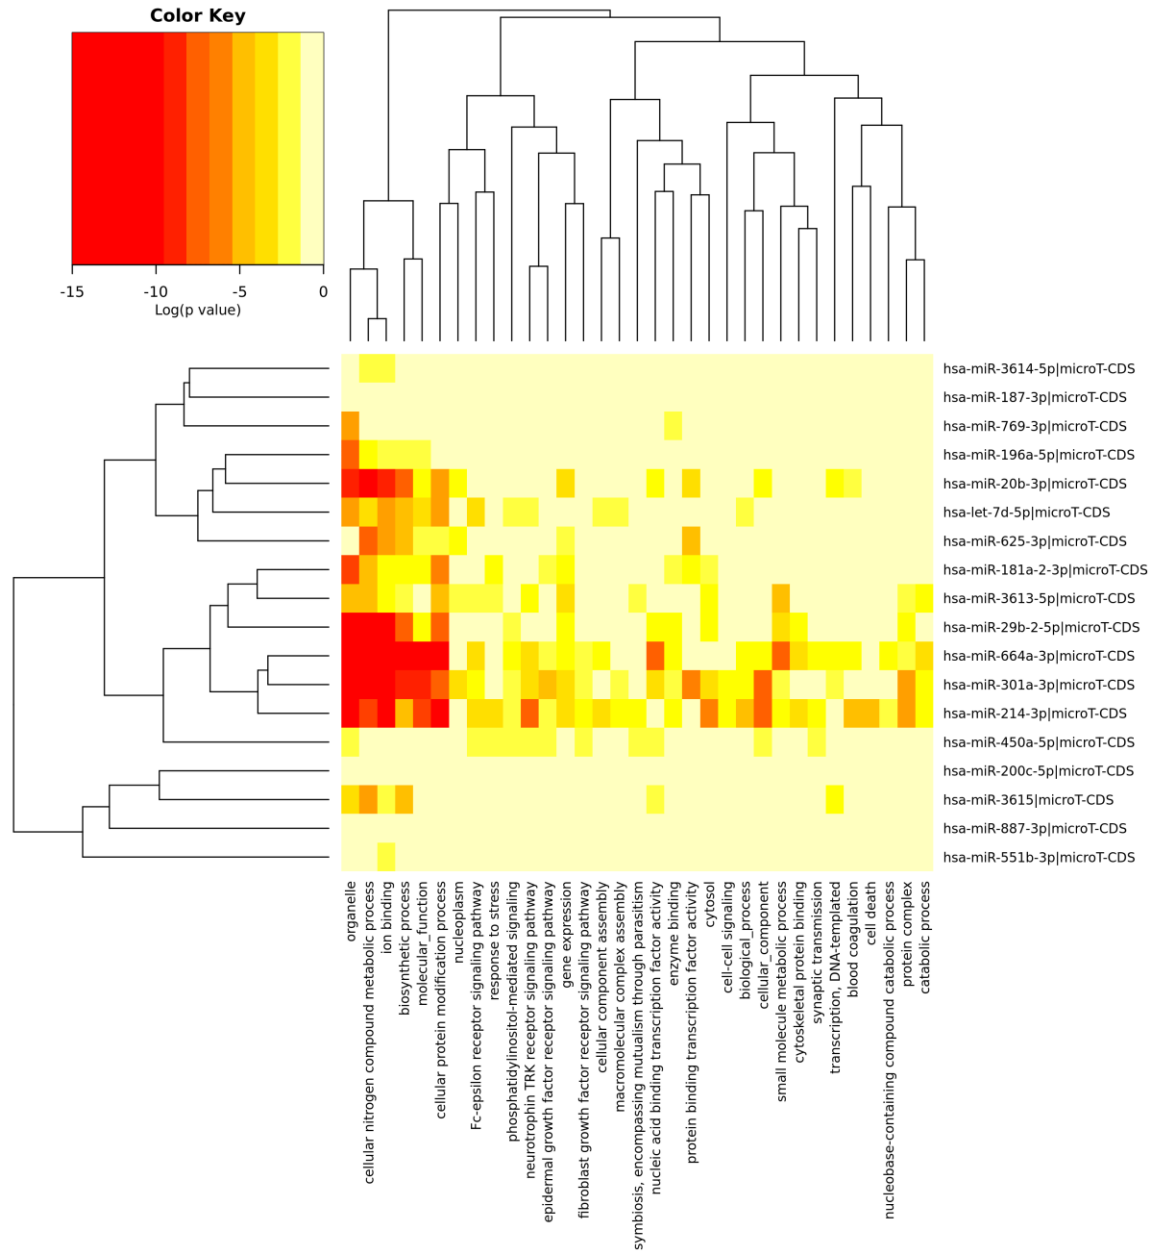 Color Key
-15 -10 -5 0
Log(p value)
hsa-miR-3614-5p|microT-CDS
hsa-miR-187-3p|microT-CDS
hsa-miR-769-3p|microT-CDS
hsa-miR-196a-5p|microT-CDS
hsa-miR-20b-3p|microT-CDS
hsa-let-7d-5p|microT-CDS
hsa-miR-625-3p|microT-CDS
hsa-miR-181a-2-3p|microT-CDS
hsa-miR-3613-5p|microT-CDS
hsa-miR-29b-2-5p|microT-CDS
hsa-miR-664a-3p|microT-CDS
hsa-miR-301a-3p|microT-CDS
hsa-miR-214-3p|microT-CDS
hsa-miR-450a-5p|microT-CDS
hsa-miR-200c-5p|microT-CDS
hsa-miR-3615|microT-CDS
hsa-miR-887-3p|microT-CDS
hsa-miR-551b-3p|microT-CDS
organelle
cellular nitrogen compound metabolic process
ion binding
biosynthetic process
molecular_function
cellular protein modification process
nucleoplasm
Fc-epsilon receptor signaling pathway
response to stress
phosphatidylinositol-mediated signaling
neurotrophin TRK receptor signaling pathway
epidermal growth factor receptor signaling pathway
gene expression
fibroblast growth factor receptor signaling pathway
cellular component assembly
macromolecular complex assembly
symbiosis, encompassing mutualism through parasitism
nucleic acid binding transcription factor activity
enzyme binding
protein binding transcription factor activity
cytosol
cell-cell signaling
biological_process
cellular_component
small molecule metabolic process
cytoskeletal protein binding
synaptic transmission
transcription, DNA-templated
blood coagulation
cell death
nucleobase-containing compound catabolic process
protein complex
catabolic process